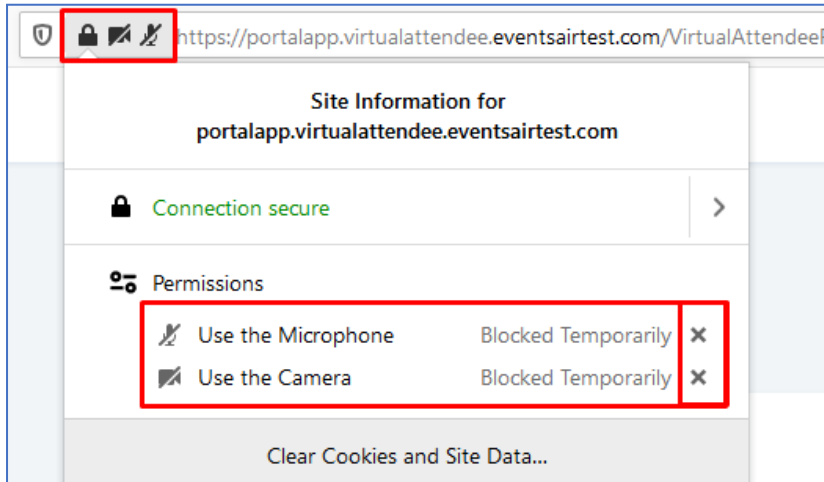 https://portalapp.virtualattendee.eventsairtest.com/VirtualAttendee
Site Information for
portalapp.virtualattendee.eventsairtest.com
Connection secure
Permissions
Use the Microphone Blocked Temporarily
Use the Camera Blocked Temporarily
Clear Cookies and Site Data...